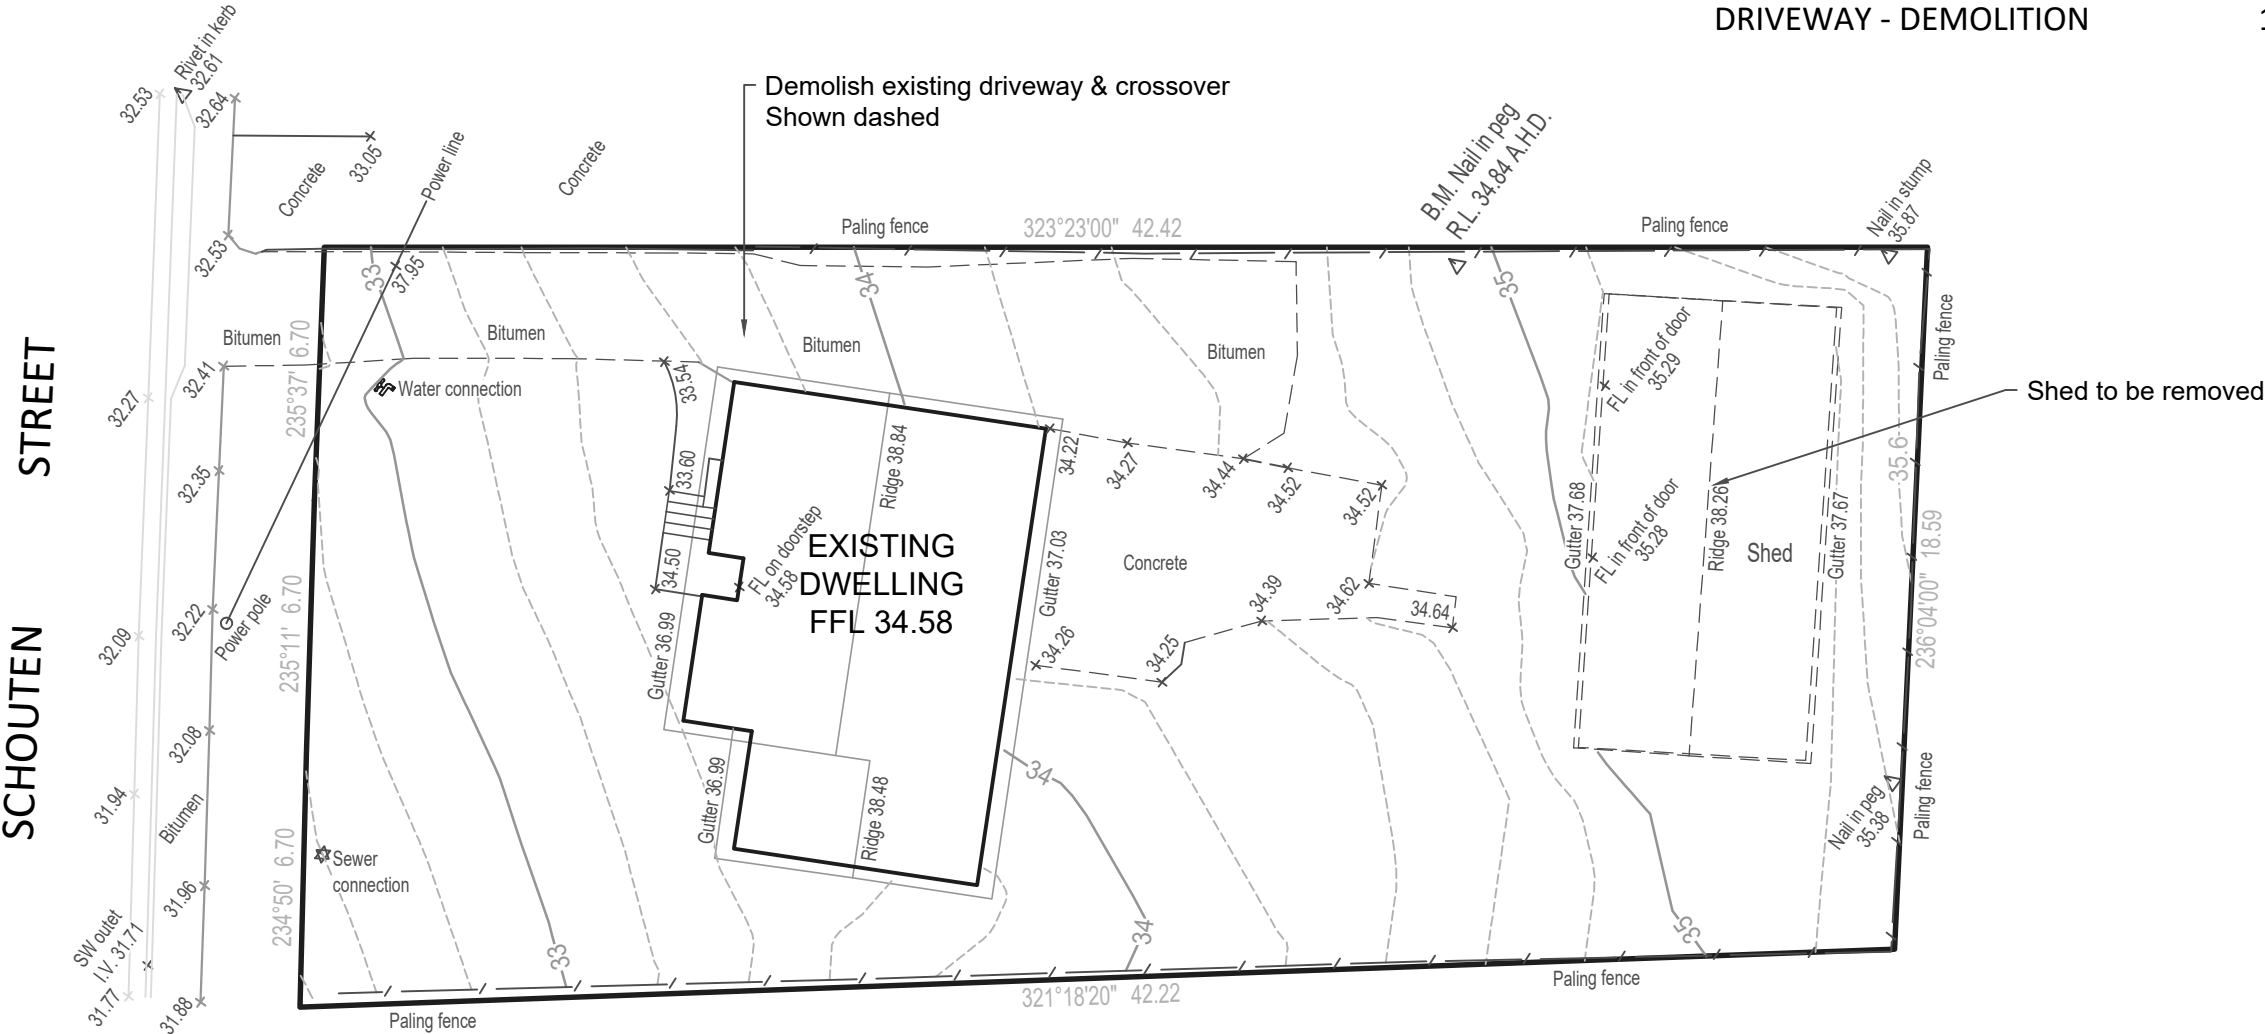 DRIVEWAY - DEMOLITION
Demolish existing driveway & crossover
Shown dashed
Rivet in kerb
32.61
32.53
32.64
33.05
Concrete
Concrete
Power line
B.M. Nail in peg
R.L. 34.84 A.H.D.
Nail in stump
35.87
Paling fence
323°23'00" 42.42
Paling fence
32.53
33
37.95
34
35
Bitumen
Bitumen
Bitumen
Bitumen
235°37' 6.70
32.41
32.27
Water connection
33.54
FL in front of door
35.29
Paling fence
Shed to be removed
STREET
32.35
33.60
Ridge 38.84
34.22
34.27
34.44
34.52
34.52
35.6
Gutter 37.68
FL in front of door
35.28
Ridge 38.26
Shed
Gutter 37.67
236°04'00" 18.59
34.50
FL on doorstep
34.58
EXISTING
DWELLING
FFL 34.58
Gutter 37.03
Concrete
34.39
34.62
34.64
34.26
34.25
32.22
32.09
Power pole
235°11' 6.70
Gutter 36.99
SCHOUTEN
32.08
31.94
Bitumen
Gutter 36.99
Ridge 38.48
34
Nail in peg
35.38
Paling fence
234°50' 6.70
Sewer
connection
31.96
SW outet
I.V. 31.71
33
34
35
31.77
31.88
Paling fence
321°18'20" 42.22
Paling fence